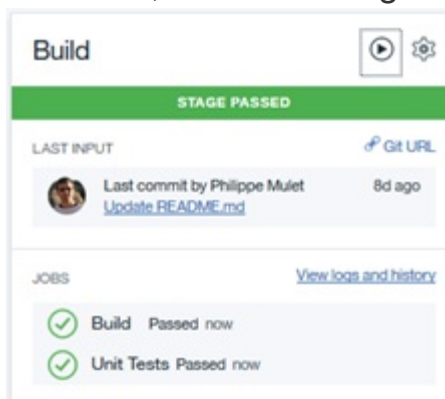 Build
STAGE PASSED
LAST INPUT
Git URL
Last commit by Philippe Mulet
8d ago
Update README.md
JOBS
View logs and history
Build Passed now
Unit Tests Passed now